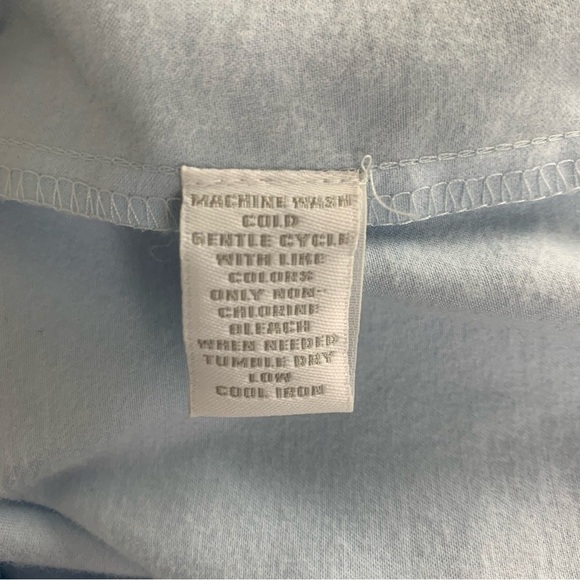 MACHINE WASH
COLD
GENTLE CYCLE
WITH LIKE
COLORS
ONLY NON-
CHLORINE
BLEACH
WHEN NEEDED
TUMBLE DRY
LOW
COOL IRON